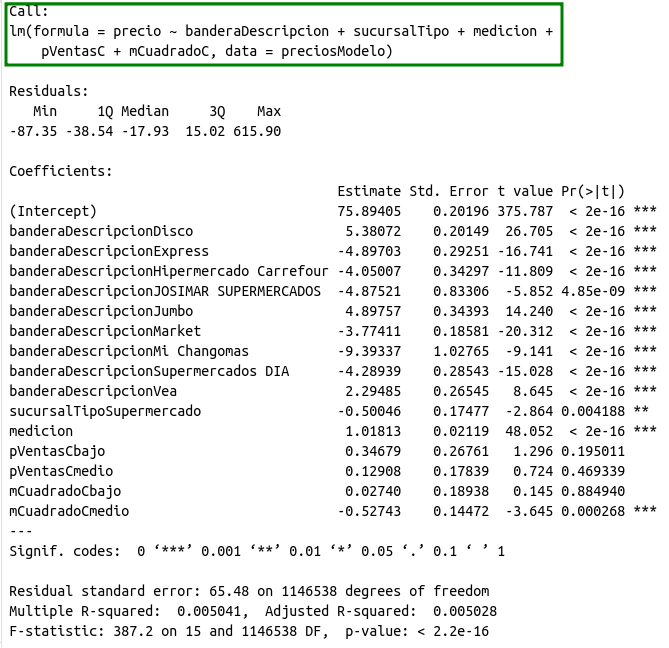 Call:
lm(formula = precio ~ banderaDescripcion + sucursalTipo + medicion +
    pVentasC + mCuadradoC, data = preciosModelo)
Residuals:
   Min     1Q Median     3Q    Max
-87.35 -38.54 -17.93  15.02 615.90
Coefficients:
                                        Estimate Std. Error t value Pr(>|t|)
(Intercept)                             75.89405    0.20196 375.787  < 2e-16 ***
banderaDescripcionDisco                  5.38072    0.20149  26.705  < 2e-16 ***
banderaDescripcionExpress               -4.89703    0.29251 -16.741  < 2e-16 ***
banderaDescripcionHipermercado Carrefour -4.05007    0.34297 -11.809  < 2e-16 ***
banderaDescripcionJOSIMAR SUPERMERCADOS -4.87521    0.83306  -5.852 4.85e-09 ***
banderaDescripcionJumbo                  4.89757    0.34393  14.240  < 2e-16 ***
banderaDescripcionMarket                -3.77411    0.18581 -20.312  < 2e-16 ***
banderaDescripcionMi Changomas          -9.39337    1.02765  -9.141  < 2e-16 ***
banderaDescripcionSupermercados DIA     -4.28939    0.28543 -15.028  < 2e-16 ***
banderaDescripcionVea                    2.29485    0.26545   8.645  < 2e-16 ***
sucursalTipoSupermercado                -0.50046    0.17477  -2.864 0.004188 **
medicion                                 1.01813    0.02119  48.052  < 2e-16 ***
pVentasCbajo                             0.34679    0.26761   1.296 0.195011
pVentasCmedio                            0.12908    0.17839   0.724 0.469339
mCuadradoCbajo                           0.02740    0.18938   0.145 0.884940
mCuadradoCmedio                         -0.52743    0.14472  -3.645 0.000268 ***
---
Signif. codes:  0 ‘***’ 0.001 ‘**’ 0.01 ‘*’ 0.05 ‘.’ 0.1 ‘ ’ 1
Residual standard error: 65.48 on 1146538 degrees of freedom
Multiple R-squared:  0.005041,	Adjusted R-squared:  0.005028
F-statistic: 387.2 on 15 and 1146538 DF,  p-value: < 2.2e-16